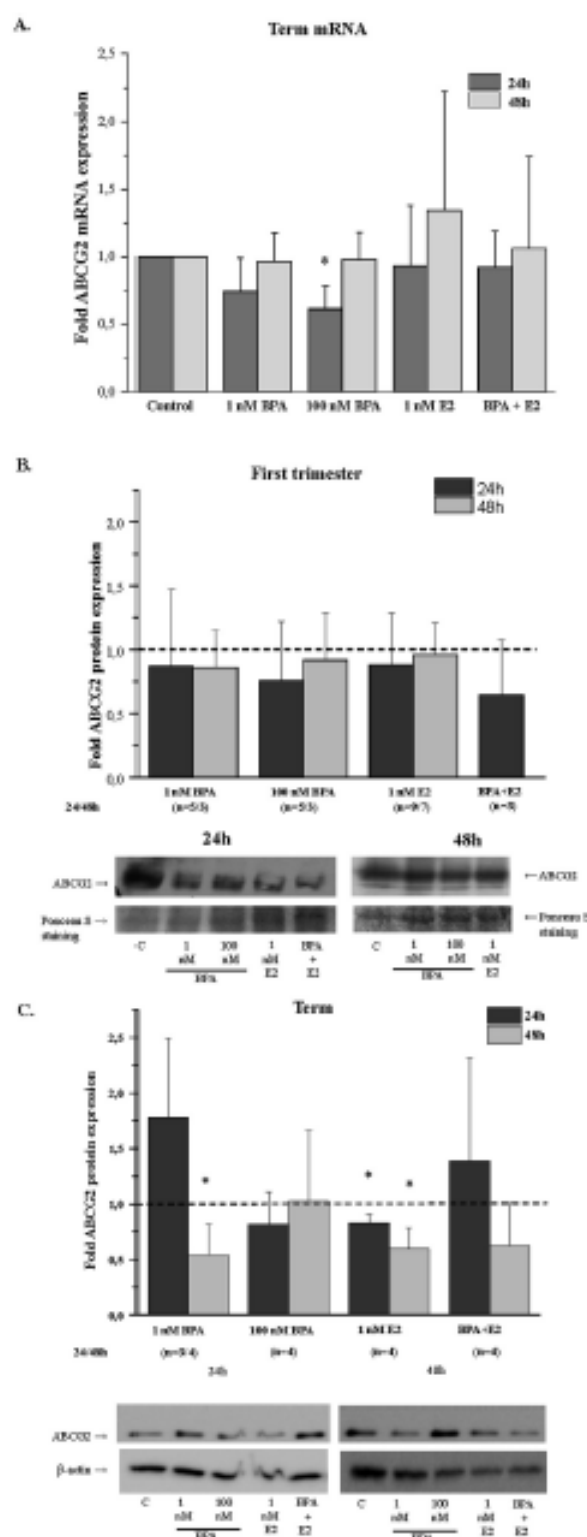 A.
Term mRNA
24h
48h
Fold ABCG2 mRNA expression
2,5
2,0
1,5
1,0
0,5
0,0
*
Control 1 nM BPA 100 nM BPA 1 nM E2 BPA + E2
B.
First trimester
24h
48h
Fold ABCG2 protein expression
2,0
1,5
1,0
0,5
0,0
1 nM BPA 100 nM BPA 1 nM E2 BPA+E2
24/48h
24h 48h
ABCG2 → ← ABCG2
Ponceau S → ← Ponceau S
staining staining
C 1 nM 100 nM 1 nM E2 BPA + E2 C 1 nM 100 nM 1 nM E2
BPA BPA
C.
Term
24h
48h
Fold ABCG2 protein expression
2,5
2,0
1,5
1,0
0,5
0,0
* * *
1 nM BPA 100 nM BPA 1 nM E2 BPA+E2
24/48h (n=4) (n=4) (n=4)
24h 48h
ABCG2 →
β-actin →
C 1 nM 100 nM 1 nM E2 BPA + E2 C 1 nM 100 nM 1 nM E2 BPA + E2
BPA BPA